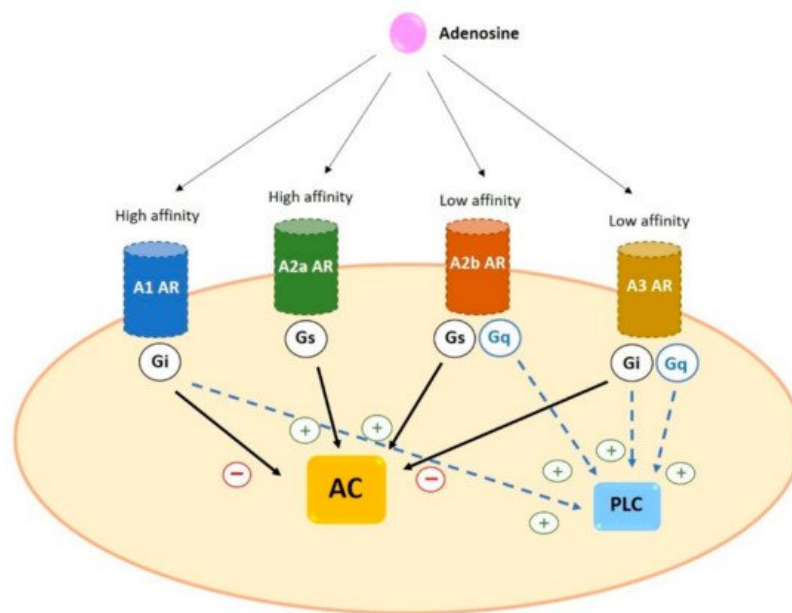 Adenosine
High affinity
High affinity
Low affinity
Low affinity
A1 AR
A2a AR
A2b AR
A3 AR
Gi
Gs
Gs
Gq
Gi
Gq
+
+
+
+
+
+
−
−
AC
PLC